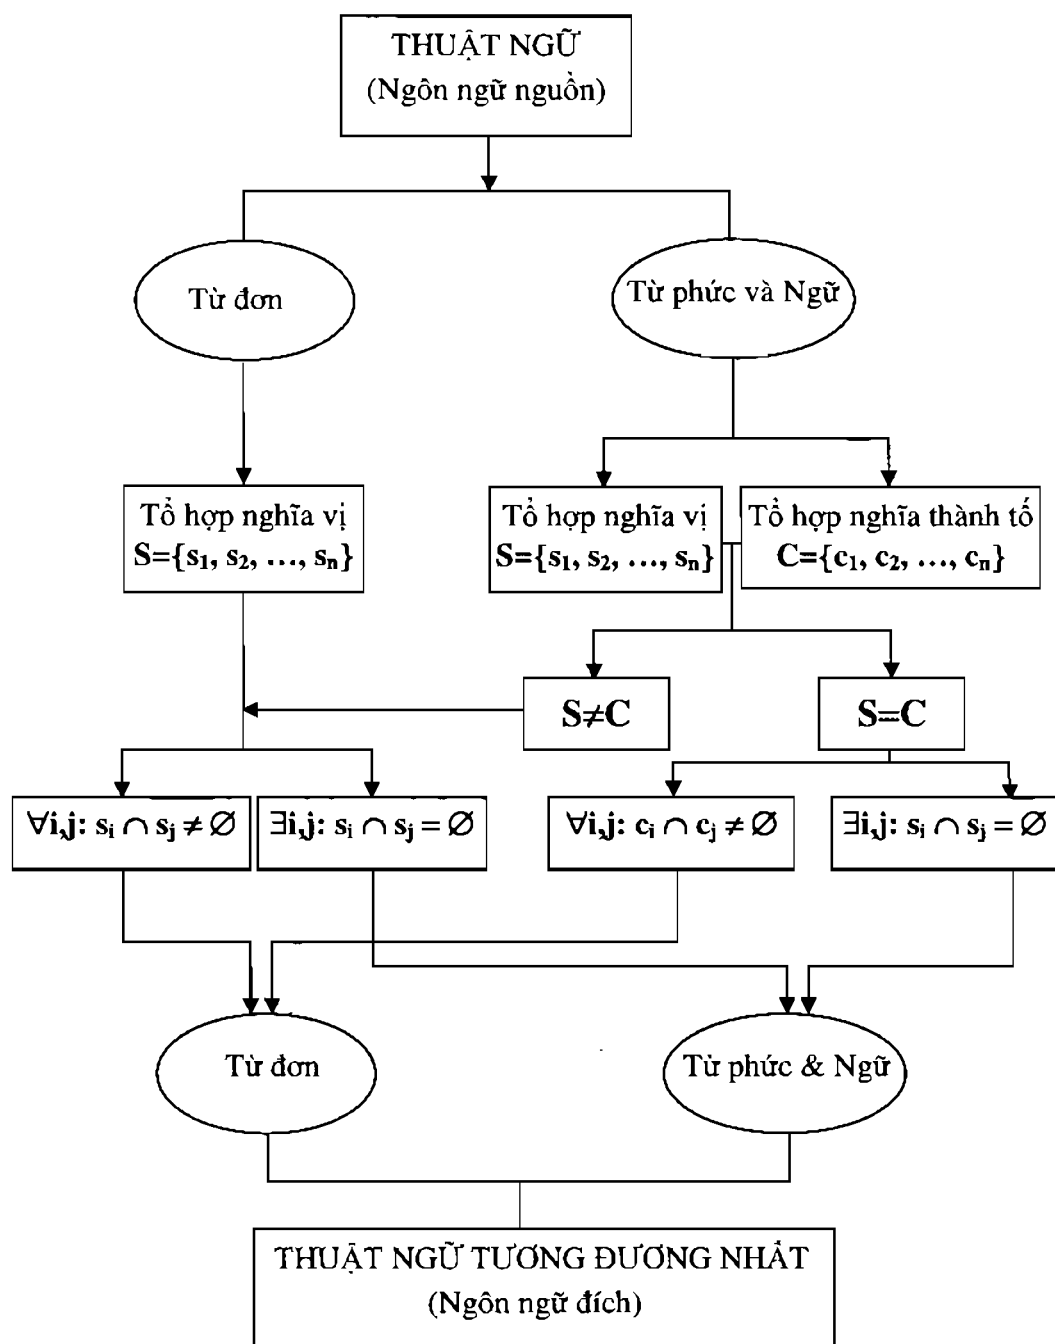 THUẬT NGỮ
(Ngôn ngữ nguồn)
Từ đơn
Từ phức và Ngữ
Tổ hợp nghĩa vị
S={s₁, s₂, …, sₙ}
Tổ hợp nghĩa vị
S={s₁, s₂, …, sₙ}
Tổ hợp nghĩa thành tố
C={c₁, c₂, …, cₙ}
S≠C
S=C
∀i,j: sᵢ ∩ sⱼ ≠ ∅
∃i,j: sᵢ ∩ sⱼ = ∅
∀i,j: cᵢ ∩ cⱼ ≠ ∅
∃i,j: sᵢ ∩ sⱼ = ∅
Từ đơn
Từ phức & Ngữ
THUẬT NGỮ TƯƠNG ĐƯƠNG NHẤT
(Ngôn ngữ đích)